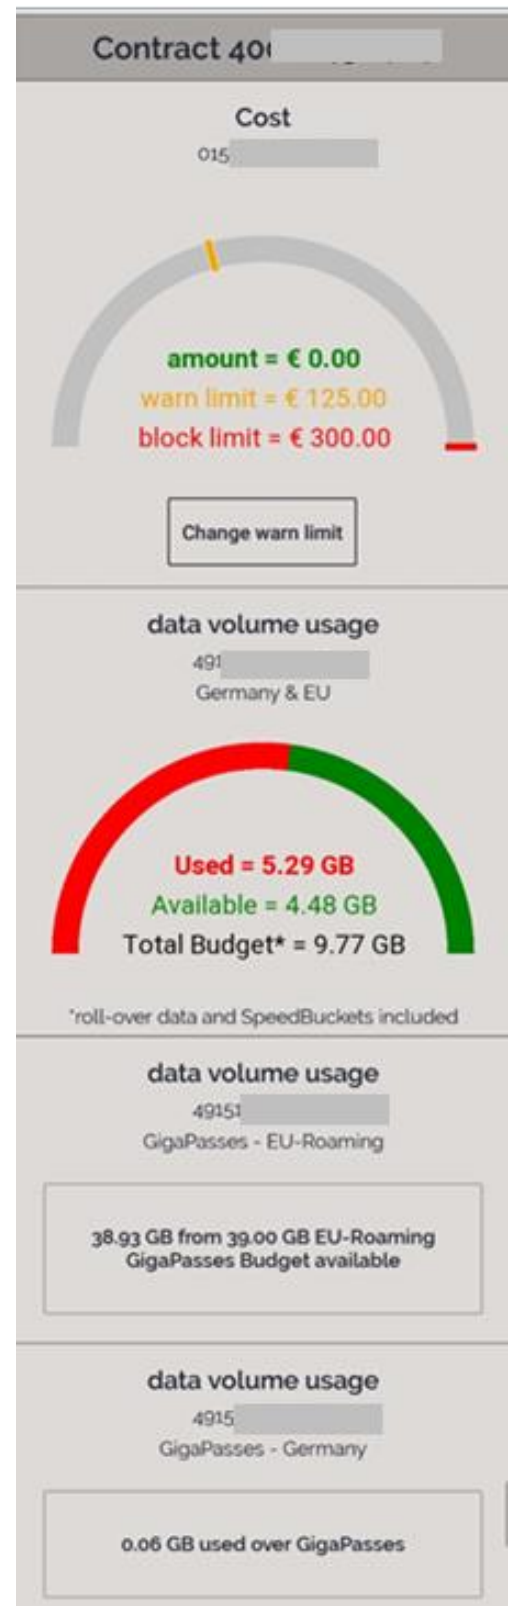 Contract 40
Cost
015
amount = € 0.00
warn limit = € 125.00
block limit = € 300.00
Change warn limit
data volume usage
491
Germany & EU
Used = 5.29 GB
Available = 4.48 GB
Total Budget* = 9.77 GB
*roll-over data and SpeedBuckets included
data volume usage
49151
GigaPasses - EU-Roaming
38.93 GB from 39.00 GB EU-Roaming
GigaPasses Budget available
data volume usage
4915
GigaPasses - Germany
0.06 GB used over GigaPasses